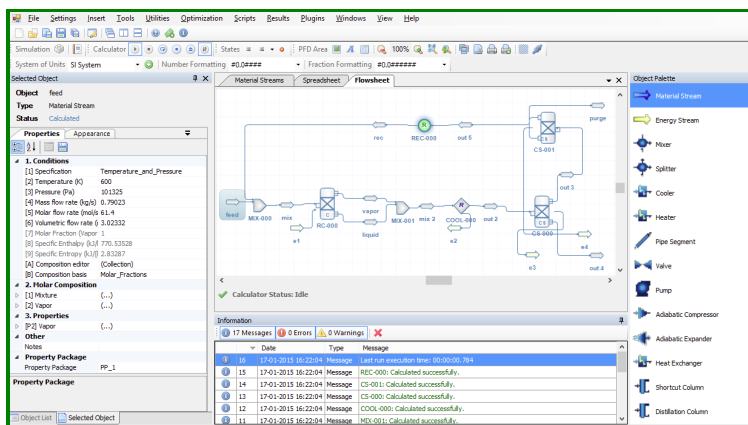 File Settings Insert Tools Utilities Optimization Scripts Results Plugins Windows View Help
Simulation Calculator States PFD Area A 100%
System of Units SI System Number Formatting #0.0#### Fraction Formatting #0.0######
Selected Object
Object feed
Type Material Stream
Status Calculated
Properties Appearance
1. Conditions
[1] Specification Temperature_and_Pressure
[2] Temperature (K) 600
[3] Pressure (Pa) 101325
[4] Mass flow rate (kg/s) 0.79023
[5] Molar flow rate (mol/s 61.4
[6] Volumetric flow rate (r 3.02332
[7] Molar Fraction (Vapor 1
[8] Specific Enthalpy (kJ/l 770.53528
[9] Specific Entropy (kJ/[l 2.83287
[A] Composition editor (Collection)
[B] Composition basis Molar_Fractions
2. Molar Composition
[1] Mixture (...)
[2] Vapor (...)
3. Properties
[P2] Vapor (...)
Other
Notes
Property Package
Property Package PP_1
Property Package
Object List Selected Object
Material Streams Spreadsheet Flowsheet
purge
R
rec REC-000 out 5
CS
CS-001
out 3
feed MIX-000 mix
C
RC-000
vapor
liquid
MIX-001 mix 2
R
COOL-000 out 2
CS
CS-000
e1
e2
e3
e4
out 4
Calculator Status: Idle
Information
17 Messages 0 Errors 0 Warnings
Date Type Message
16 17-01-2015 16:22:04 Message Last run execution time: 00:00:00.784
15 17-01-2015 16:22:04 Message REC-000: Calculated successfully.
14 17-01-2015 16:22:04 Message CS-001: Calculated successfully.
13 17-01-2015 16:22:04 Message CS-000: Calculated successfully.
12 17-01-2015 16:22:04 Message COOL-000: Calculated successfully.
11 17-01-2015 16:22:04 Message MIX-001: Calculated successfully.
Object Palette
Material Stream
Energy Stream
Mixer
Splitter
Cooler
Heater
Pipe Segment
Valve
Pump
Adiabatic Compressor
Adiabatic Expander
Heat Exchanger
Shortcut Column
Distillation Column